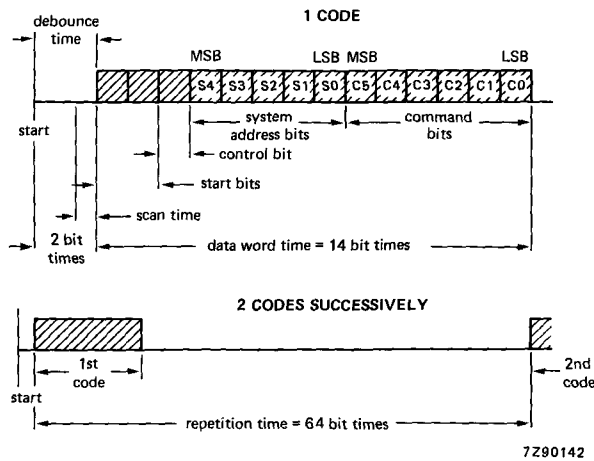 1 CODE
debounce
time
MSB
LSB
MSB
LSB
S4 S3 S2 S1 S0 C5 C4 C3 C2 C1 C0
start
system
address bits
command
bits
control bit
start bits
scan time
2 bit
times
data word time = 14 bit times
2 CODES SUCCESSIVELY
1st
code
2nd
code
start
repetition time = 64 bit times
7Z90142